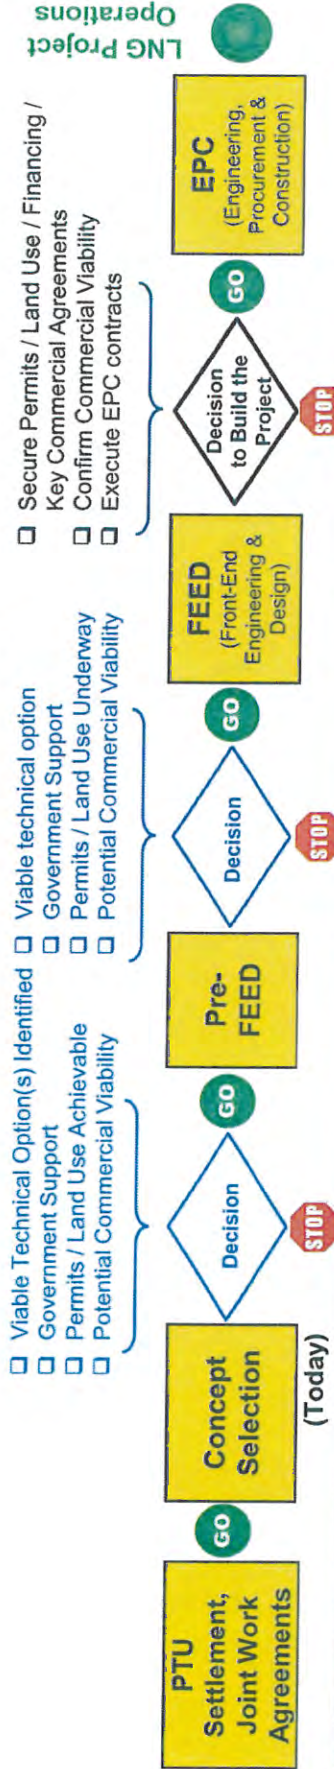 PTU
Settlement,
Joint Work
Agreements
GO
Concept
Selection
(Today)
❑ Viable Technical Option(s) Identified
❑ Government Support
❑ Permits / Land Use Achievable
❑ Potential Commercial Viability
Decision
STOP
GO
Pre-
FEED
❑ Viable technical option
❑ Government Support
❑ Permits / Land Use Underway
❑ Potential Commercial Viability
Decision
STOP
GO
FEED
(Front-End
Engineering &
Design)
❑ Secure Permits / Land Use / Financing /
Key Commercial Agreements
❑ Confirm Commercial Viability
❑ Execute EPC contracts
Decision
to Build the
Project
STOP
GO
EPC
(Engineering,
Procurement &
Construction)
LNG Project
Operations